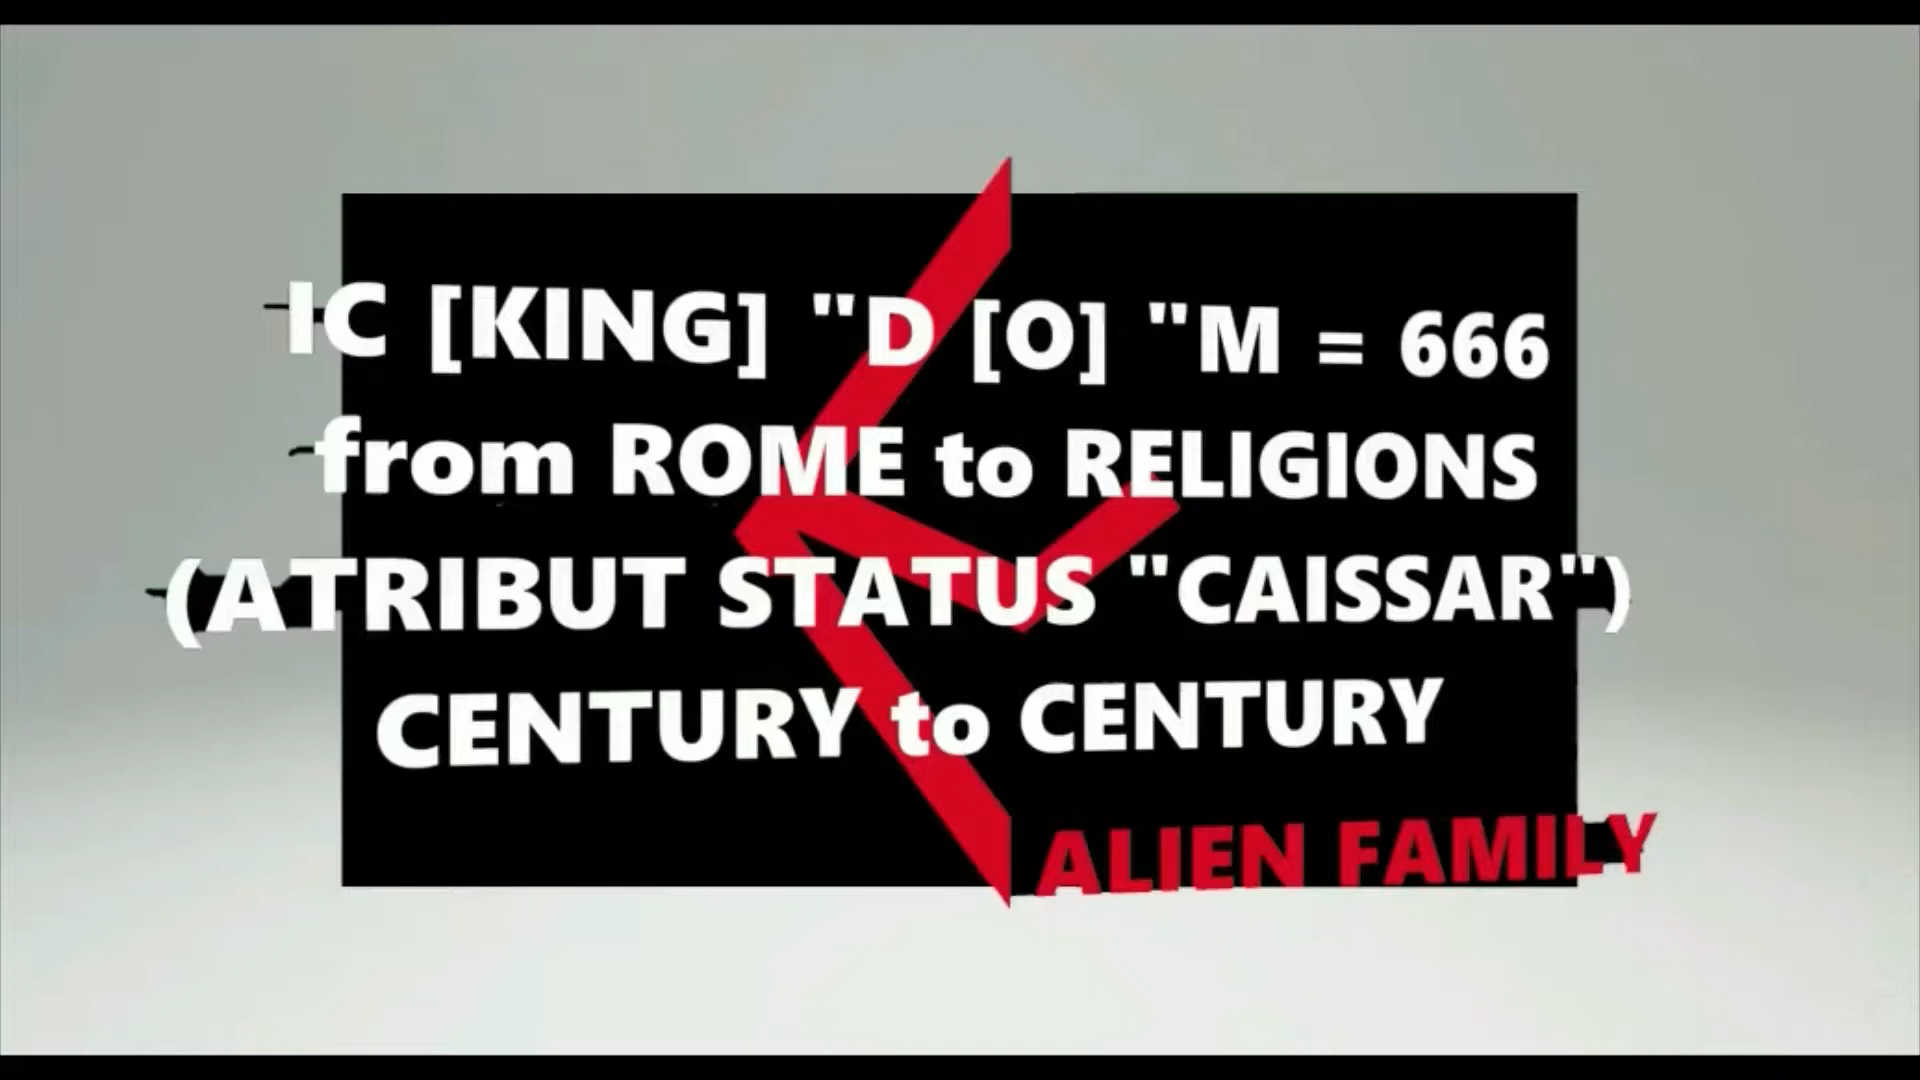 IC [KING] "D [O] "M = 666
from ROME to RELIGIONS
(ATRIBUT STATUS "CAISSAR")
CENTURY to CENTURY
ALIEN FAMILY